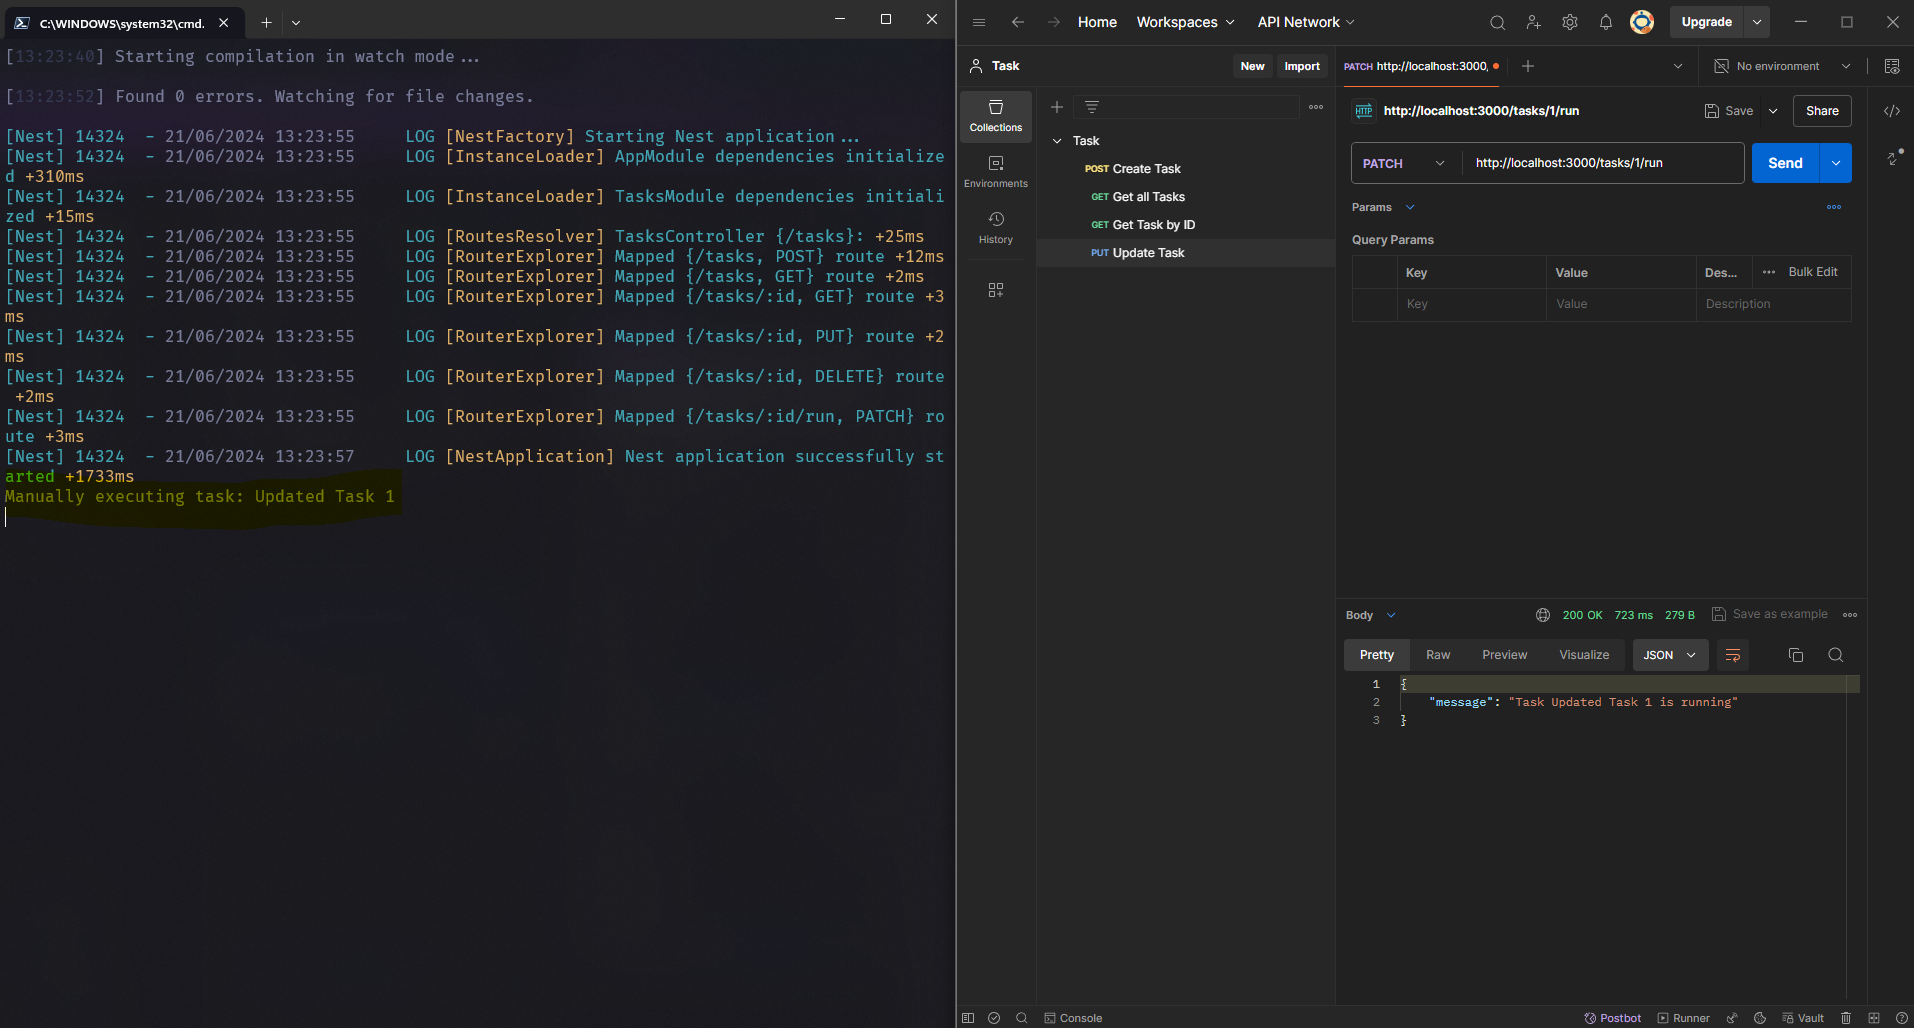 C:\WINDOWS\system32\cmd.
[13:23:40] Starting compilation in watch mode...
[13:23:52] Found 0 errors. Watching for file changes.
[Nest] 14324  - 21/06/2024 13:23:55     LOG [NestFactory] Starting Nest application...
[Nest] 14324  - 21/06/2024 13:23:55     LOG [InstanceLoader] AppModule dependencies initialize
d +310ms
[Nest] 14324  - 21/06/2024 13:23:55     LOG [InstanceLoader] TasksModule dependencies initiali
zed +15ms
[Nest] 14324  - 21/06/2024 13:23:55     LOG [RoutesResolver] TasksController {/tasks}: +25ms
[Nest] 14324  - 21/06/2024 13:23:55     LOG [RouterExplorer] Mapped {/tasks, POST} route +12ms
[Nest] 14324  - 21/06/2024 13:23:55     LOG [RouterExplorer] Mapped {/tasks, GET} route +2ms
[Nest] 14324  - 21/06/2024 13:23:55     LOG [RouterExplorer] Mapped {/tasks/:id, GET} route +3
ms
[Nest] 14324  - 21/06/2024 13:23:55     LOG [RouterExplorer] Mapped {/tasks/:id, PUT} route +2
ms
[Nest] 14324  - 21/06/2024 13:23:55     LOG [RouterExplorer] Mapped {/tasks/:id, DELETE} route
+2ms
[Nest] 14324  - 21/06/2024 13:23:55     LOG [RouterExplorer] Mapped {/tasks/:id/run, PATCH} ro
ute +3ms
[Nest] 14324  - 21/06/2024 13:23:57     LOG [NestApplication] Nest application successfully st
arted +1733ms
Manually executing task: Updated Task 1
Home Workspaces API Network Upgrade
Task New Import
PATCH http://localhost:3000, No environment
Collections
Environments
History
Task
POST Create Task
GET Get all Tasks
GET Get Task by ID
PUT Update Task
HTTP http://localhost:3000/tasks/1/run Save Share
PATCH http://localhost:3000/tasks/1/run Send
Params
Query Params
Key Value Des... Bulk Edit
Key Value Description
Body 200 OK 723 ms 279 B Save as example
Pretty Raw Preview Visualize JSON
1 {
2 "message": "Task Updated Task 1 is running"
3 }
Console Postbot Runner Vault